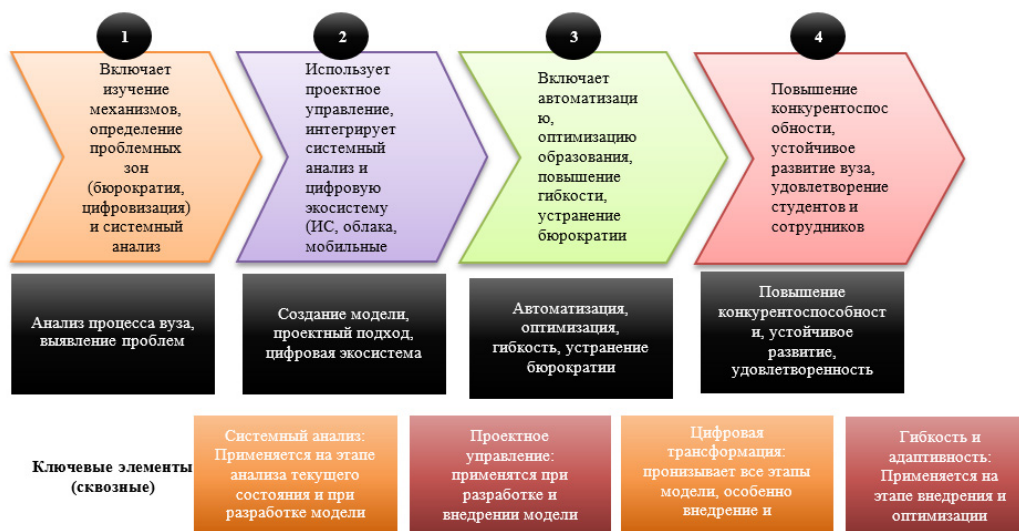 1
Включает
изучение
механизмов,
определение
проблемных
зон
(бюрократия,
цифровизация)
и системный
анализ
2
Использует
проектное
управление,
интегрирует
системный
анализ и
цифровую
экосистему
(ИС, облака,
мобильные
3
Включает
автоматизаци
ю,
оптимизацию
образования,
повышение
гибкости,
устранение
бюрократии
4
Повышение
конкурентоспос
обности,
устойчивое
развитие вуза,
удовлетворение
студентов и
сотрудников
Анализ процесса вуза,
выявление проблем
Создание модели,
проектный подход,
цифровая экосистема
Автоматизация,
оптимизация,
гибкость, устранение
бюрократии
Повышение
конкурентоспособност
и, устойчивое
развитие,
удовлетворенность
Ключевые элементы
(сквозные)
Системный анализ:
Применяется на этапе
анализа текущего
состояния и при
разработке модели
Проектное
управление:
применятся при
разработке и
внедрении модели
Цифровая
трансформация:
пронизывает все этапы
модели, особенно
внедрение и
Гибкость и
адаптивность:
Применяется на
этапе внедрения и
оптимизации